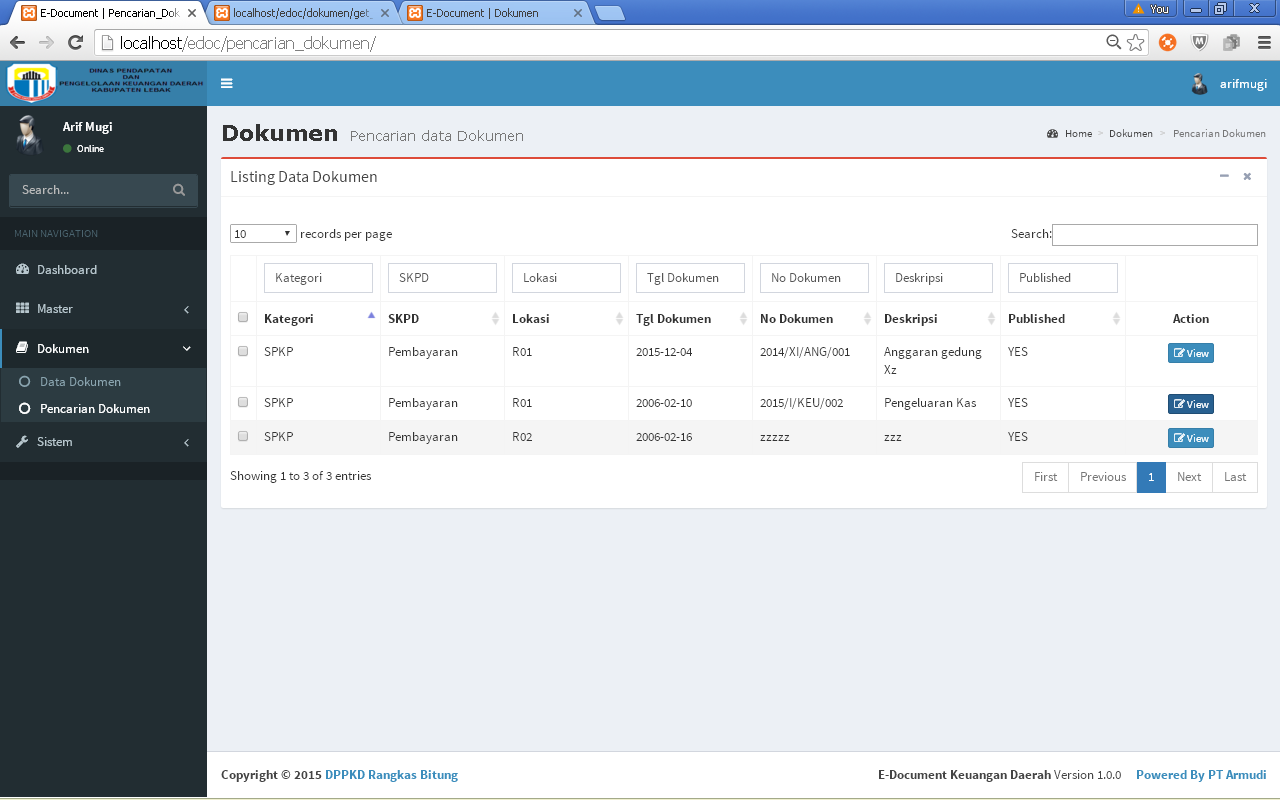 E-Document | Pencarian_Dok
localhost/edoc/dokumen/get_
E-Document | Dokumen
You
localhost/edoc/pencarian_dokumen/
DINAS PENDAPATAN
DAN
PENGELOLAAN KEUANGAN DAERAH
KABUPATEN LEBAK
arifmugi
Arif Mugi
Online
Search...
MAIN NAVIGATION
Dashboard
Master
Dokumen
Data Dokumen
Pencarian Dokumen
Sistem
Dokumen Pencarian data Dokumen
Home > Dokumen > Pencarian Dokumen
Listing Data Dokumen
10 records per page
Search:
Kategori SKPD Lokasi Tgl Dokumen No Dokumen Deskripsi Published
Kategori SKPD Lokasi Tgl Dokumen No Dokumen Deskripsi Published Action
SPKP Pembayaran R01 2015-12-04 2014/XI/ANG/001 Anggaran gedung YES View
Xz
SPKP Pembayaran R01 2006-02-10 2015/I/KEU/002 Pengeluaran Kas YES View
SPKP Pembayaran R02 2006-02-16 zzzzz zzz YES View
Showing 1 to 3 of 3 entries
First Previous 1 Next Last
Copyright © 2015 DPPKD Rangkas Bitung
E-Document Keuangan Daerah Version 1.0.0 Powered By PT Armudi